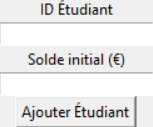 ID Étudiant
Solde initial (€)
Ajouter Étudiant